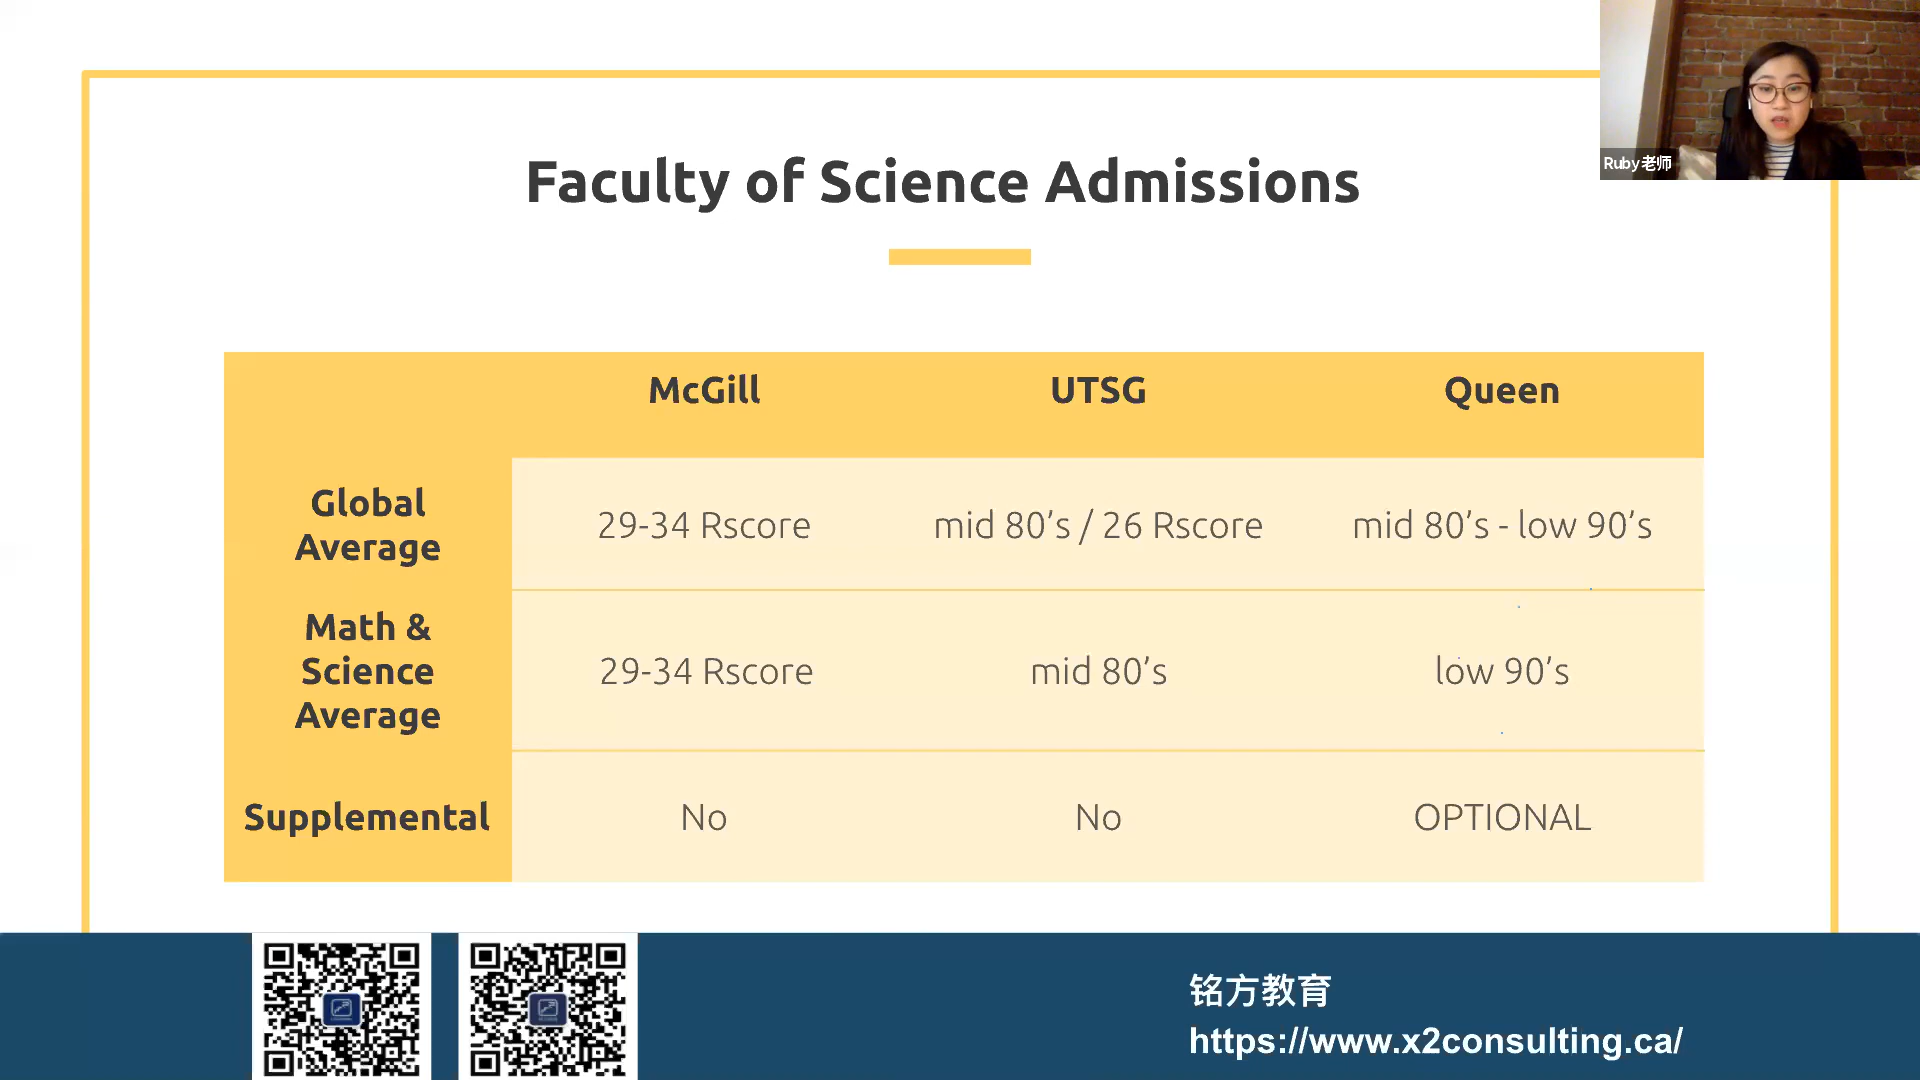 Ruby老师
Faculty of Science Admissions
McGill UTSG Queen
Global
Average
29-34 Rscore mid 80’s / 26 Rscore mid 80’s - low 90’s
Math &
Science
Average
29-34 Rscore mid 80’s low 90’s
Supplemental No No OPTIONAL
铭方教育
https://www.x2consulting.ca/